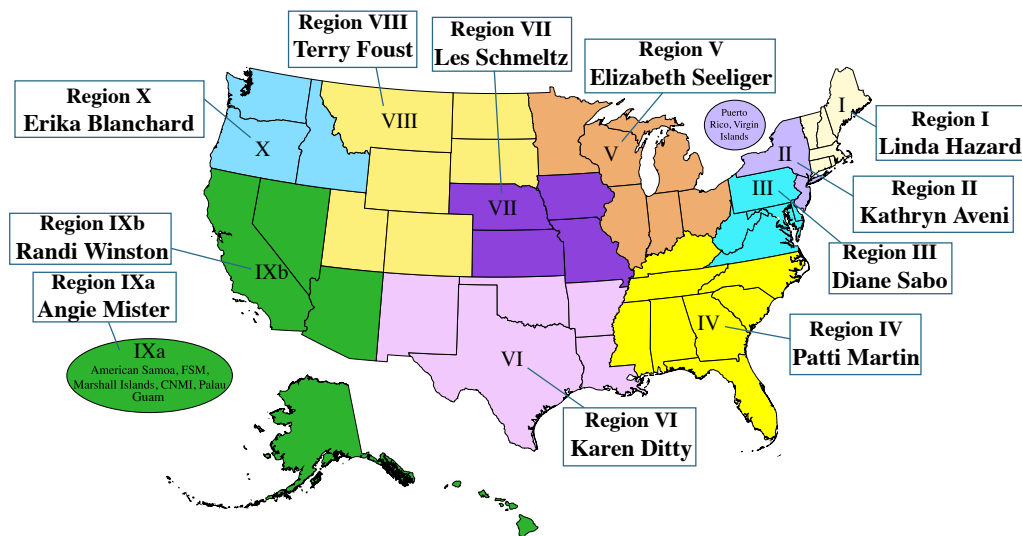 Region VIII
Terry Foust
Region VII
Les Schmeltz
Region V
Elizabeth Seeliger
Region X
Erika Blanchard
Region I
Linda Hazard
Region II
Kathryn Aveni
Region III
Diane Sabo
Region IV
Patti Martin
Region VI
Karen Ditty
Region IXb
Randi Winston
Region IXa
Angie Mister
IXa
American Samoa, FSM,
Marshall Islands, CNMI, Palau
Guam
Puerto
Rico, Virgin
Islands
I
II
III
IV
V
VI
VII
VIII
IXb
X